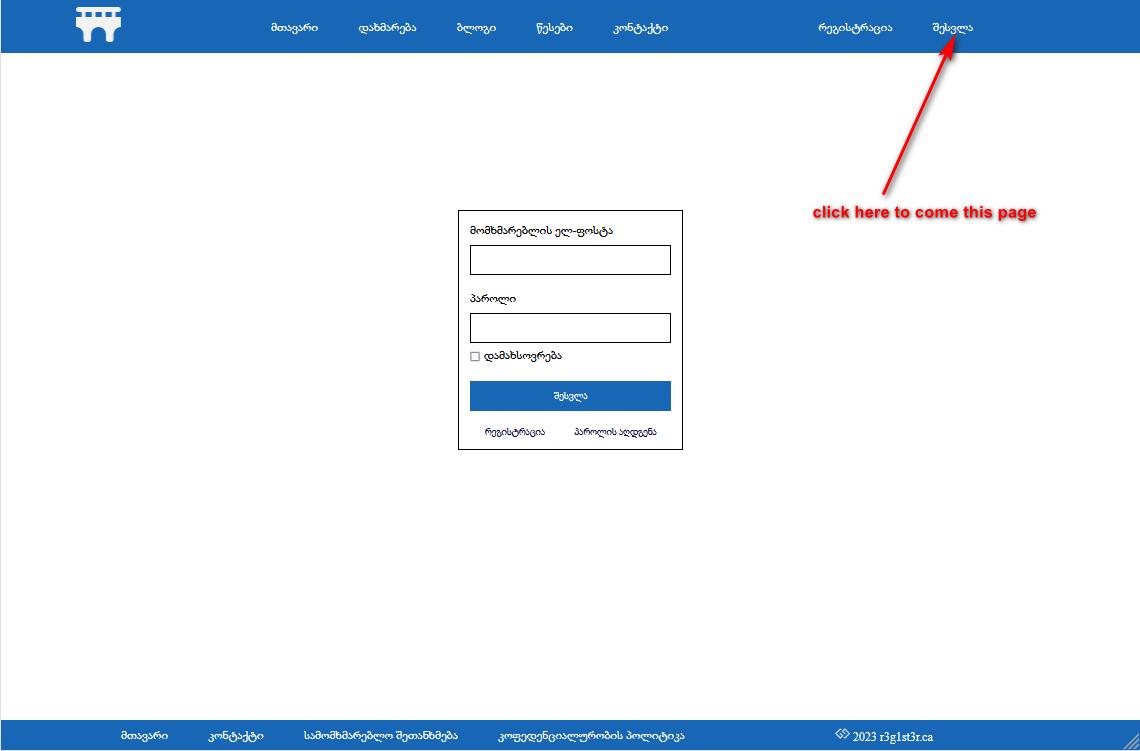 მთავარი დახმარება ბლოგი წესები კონტაქტი რეგისტრაცია შესვლა
click here to come this page
მომხმარებლის ელ-ფოსტა
პაროლი
დამახსოვრება
შესვლა
რეგისტრაცია პაროლის აღდგენა
მთავარი კონტაქტი სამომხმარებლო შეთანხმება კოფედენციალურობის პოლიტიკა 2023 r3g1st3r.ca